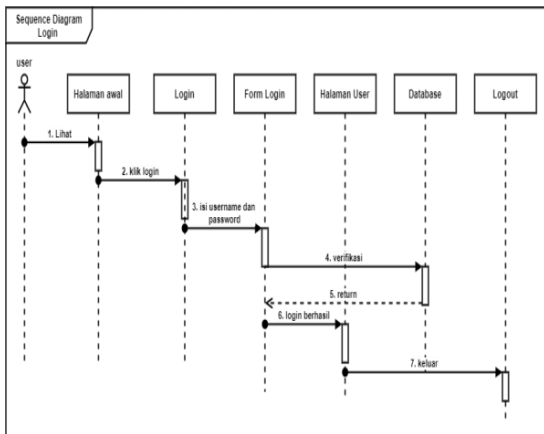 Sequence Diagram
Login
user
Halaman awal
Login
Form Login
Halaman User
Database
Logout
1. Lihat
2. klik login
3. isi username dan
password
4. verifikasi
5. return
6. login berhasil
7. keluar